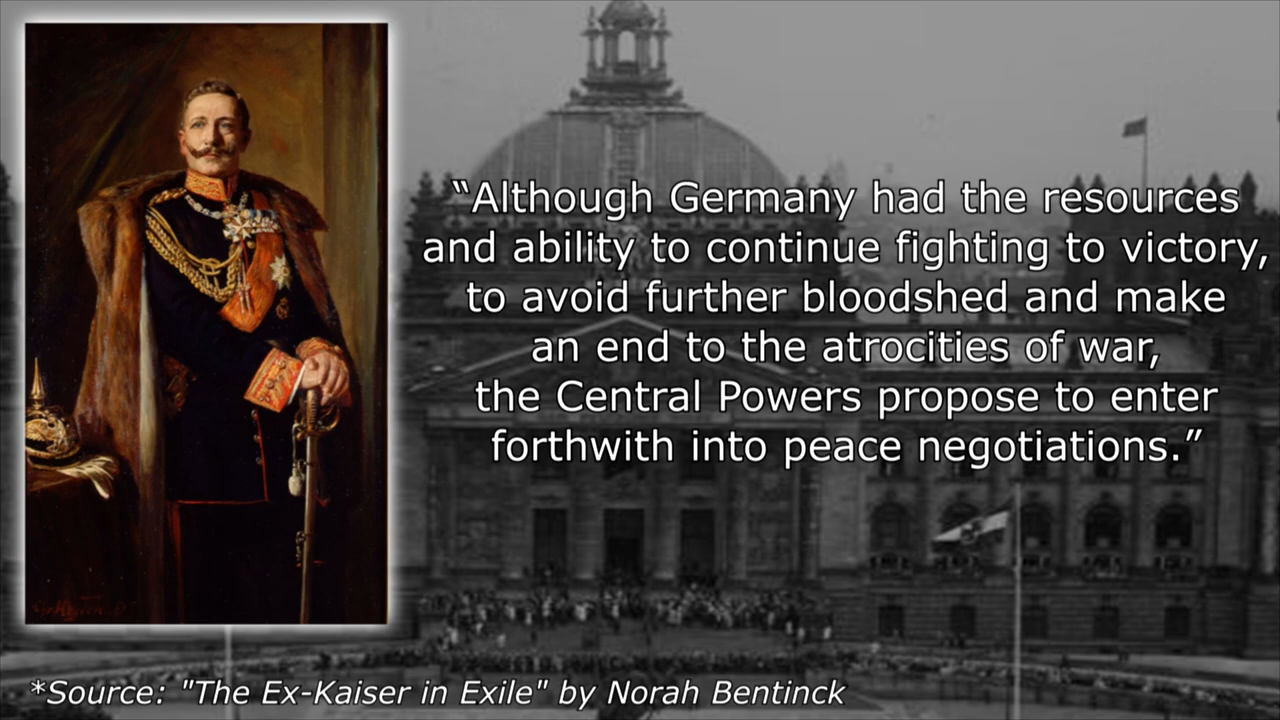 “Although Germany had the resources
and ability to continue fighting to victory,
to avoid further bloodshed and make
an end to the atrocities of war,
the Central Powers propose to enter
forthwith into peace negotiations.”
*Source: "The Ex-Kaiser in Exile" by Norah Bentinck